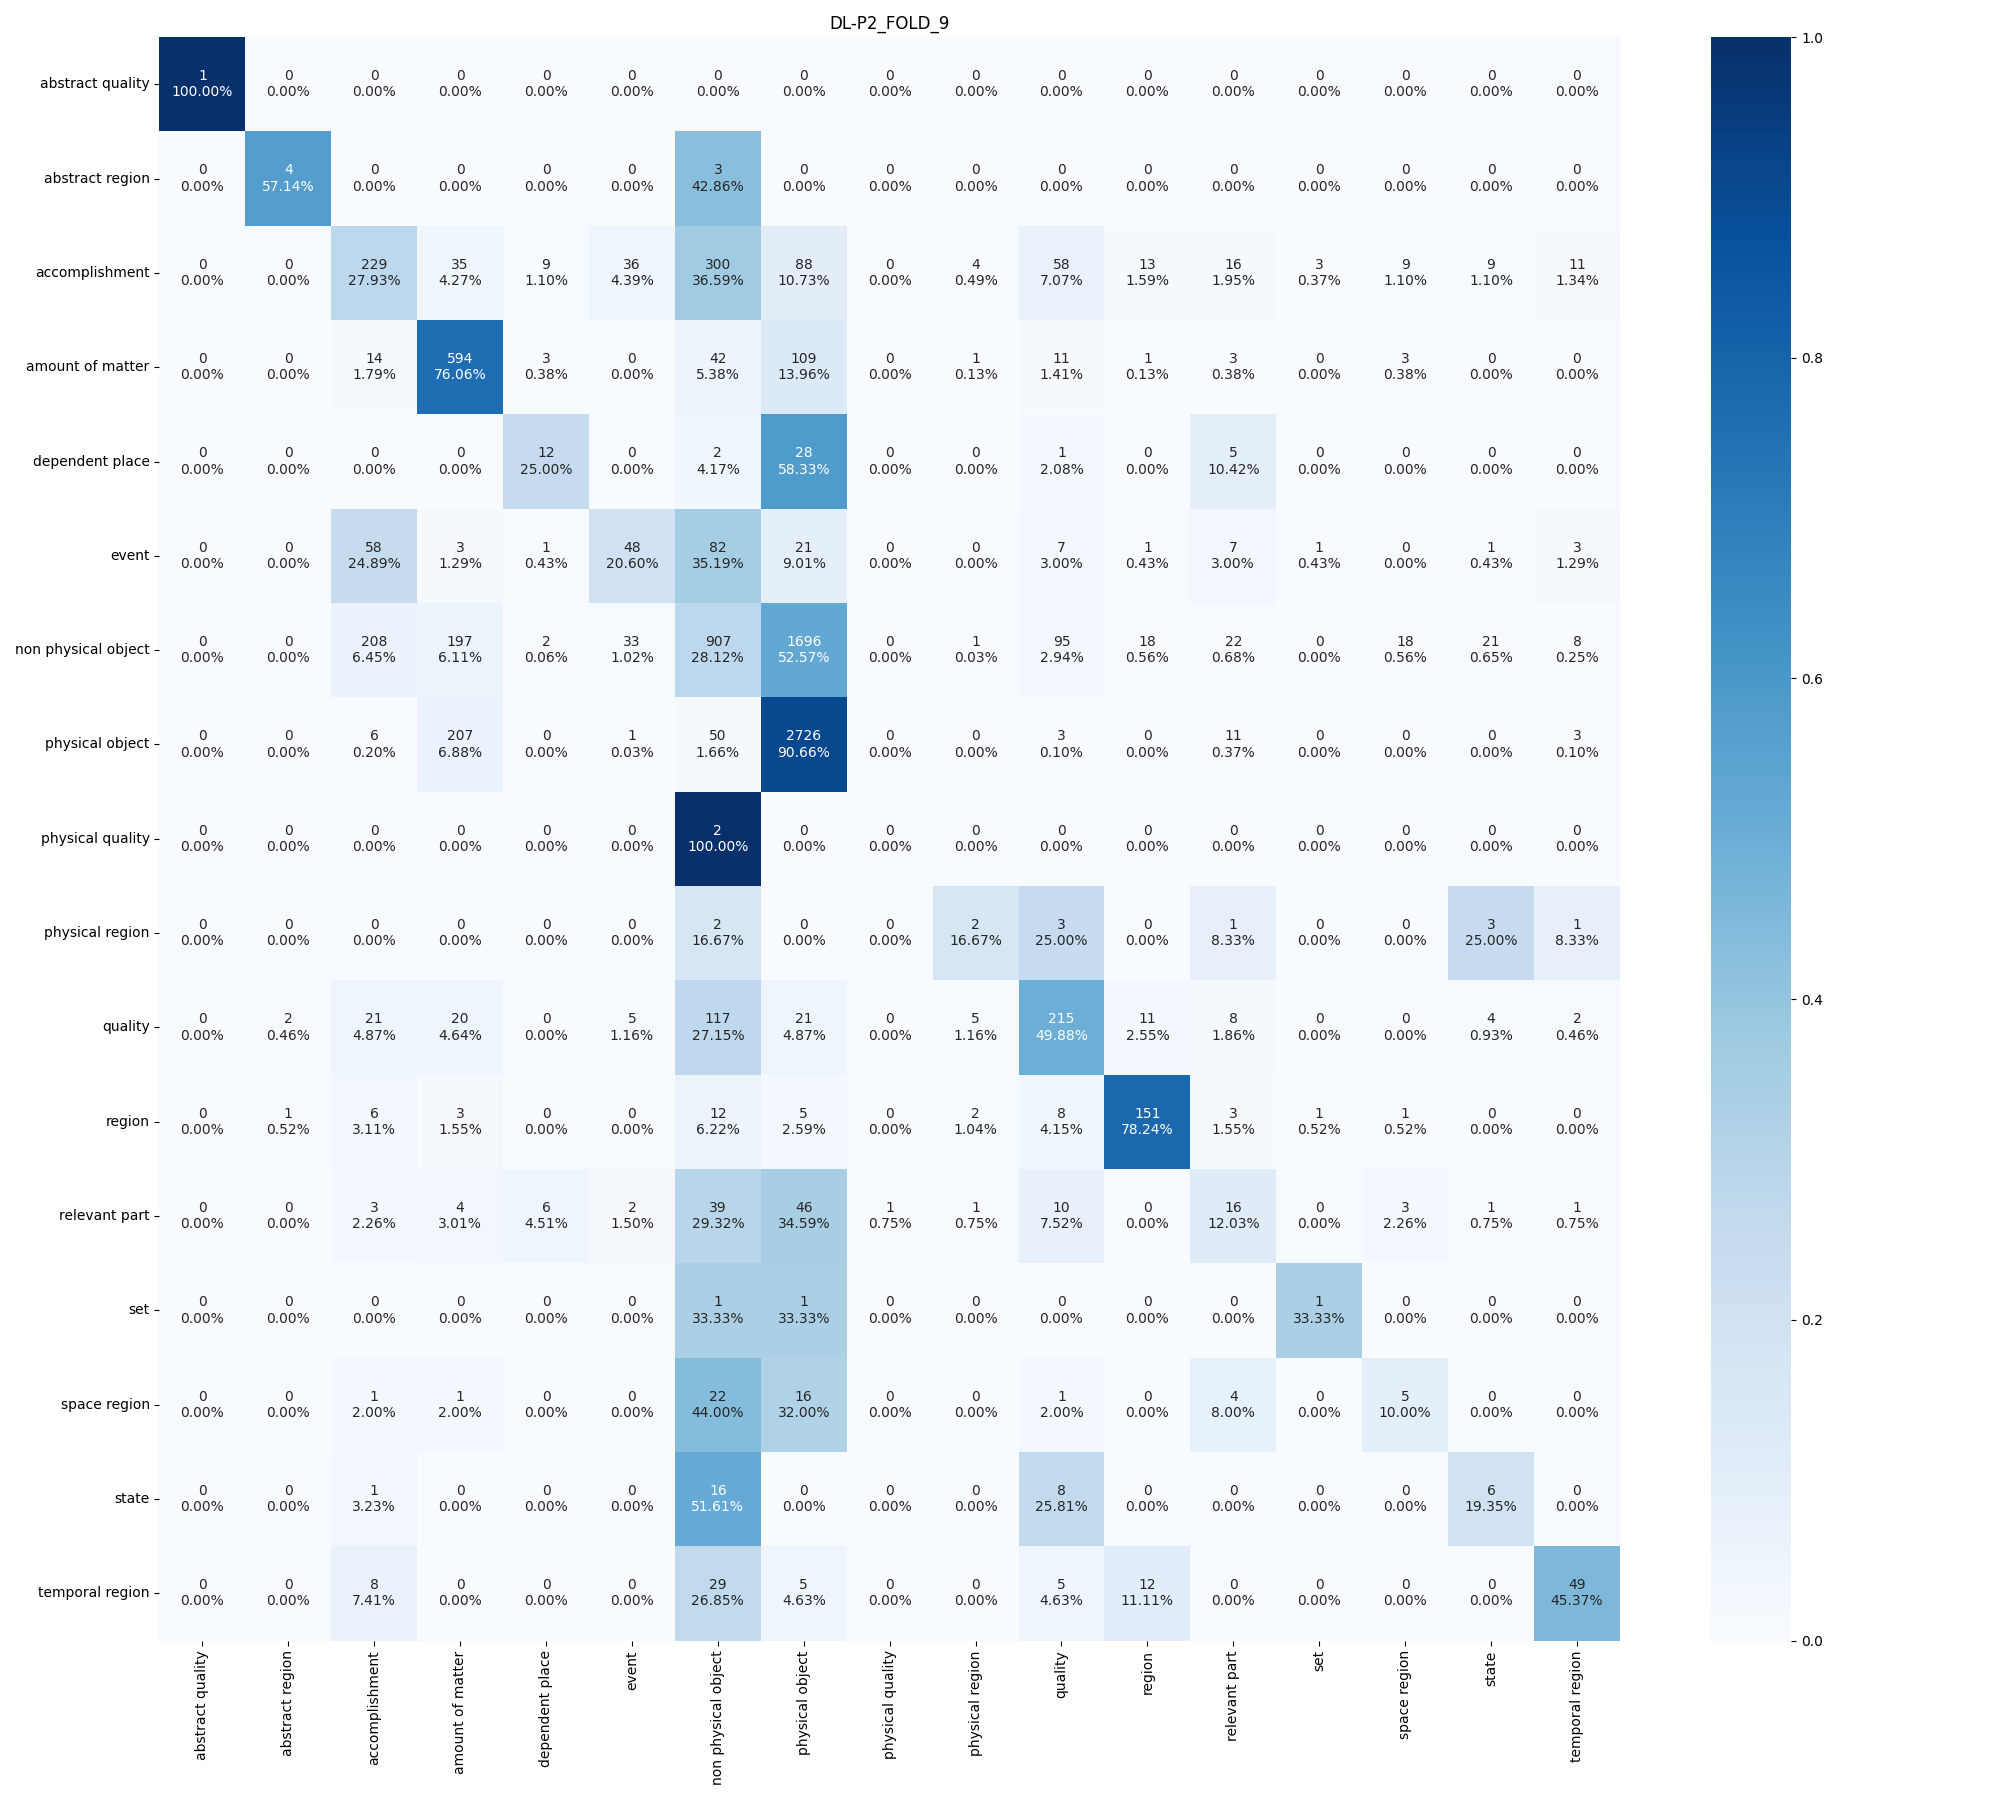 DL-P2_FOLD_9
abstract quality
1 0 0 0 0 0 0 0 0 0 0 0 0 0 0 0 0
100.00% 0.00% 0.00% 0.00% 0.00% 0.00% 0.00% 0.00% 0.00% 0.00% 0.00% 0.00% 0.00% 0.00% 0.00% 0.00% 0.00%
abstract region
0 4 0 0 0 0 3 0 0 0 0 0 0 0 0 0 0
0.00% 57.14% 0.00% 0.00% 0.00% 0.00% 42.86% 0.00% 0.00% 0.00% 0.00% 0.00% 0.00% 0.00% 0.00% 0.00% 0.00%
accomplishment
0 0 229 35 9 36 300 88 0 4 58 13 16 3 9 9 11
0.00% 0.00% 27.93% 4.27% 1.10% 4.39% 36.59% 10.73% 0.00% 0.49% 7.07% 1.59% 1.95% 0.37% 1.10% 1.10% 1.34%
amount of matter
0 0 14 594 3 0 42 109 0 1 11 1 3 0 3 0 0
0.00% 0.00% 1.79% 76.06% 0.38% 0.00% 5.38% 13.96% 0.00% 0.13% 1.41% 0.13% 0.38% 0.00% 0.38% 0.00% 0.00%
dependent place
0 0 0 0 12 0 2 28 0 0 1 0 5 0 0 0 0
0.00% 0.00% 0.00% 0.00% 25.00% 0.00% 4.17% 58.33% 0.00% 0.00% 2.08% 0.00% 10.42% 0.00% 0.00% 0.00% 0.00%
event
0 0 58 3 1 48 82 21 0 0 7 1 7 1 0 1 3
0.00% 0.00% 24.89% 1.29% 0.43% 20.60% 35.19% 9.01% 0.00% 0.00% 3.00% 0.43% 3.00% 0.43% 0.00% 0.43% 1.29%
non physical object
0 0 208 197 2 33 907 1696 0 1 95 18 22 0 18 21 8
0.00% 0.00% 6.45% 6.11% 0.06% 1.02% 28.12% 52.57% 0.00% 0.03% 2.94% 0.56% 0.68% 0.00% 0.56% 0.65% 0.25%
physical object
0 0 6 207 0 1 50 2726 0 0 3 0 11 0 0 0 3
0.00% 0.00% 0.20% 6.88% 0.00% 0.03% 1.66% 90.66% 0.00% 0.00% 0.10% 0.00% 0.37% 0.00% 0.00% 0.00% 0.10%
physical quality
0 0 0 0 0 0 2 0 0 0 0 0 0 0 0 0 0
0.00% 0.00% 0.00% 0.00% 0.00% 0.00% 100.00% 0.00% 0.00% 0.00% 0.00% 0.00% 0.00% 0.00% 0.00% 0.00% 0.00%
physical region
0 0 0 0 0 0 2 0 0 2 3 0 1 0 0 3 1
0.00% 0.00% 0.00% 0.00% 0.00% 0.00% 16.67% 0.00% 0.00% 16.67% 25.00% 0.00% 8.33% 0.00% 0.00% 25.00% 8.33%
quality
0 2 21 20 0 5 117 21 0 5 215 11 8 0 0 4 2
0.00% 0.46% 4.87% 4.64% 0.00% 1.16% 27.15% 4.87% 0.00% 1.16% 49.88% 2.55% 1.86% 0.00% 0.00% 0.93% 0.46%
region
0 1 6 3 0 0 12 5 0 2 8 151 3 1 1 0 0
0.00% 0.52% 3.11% 1.55% 0.00% 0.00% 6.22% 2.59% 0.00% 1.04% 4.15% 78.24% 1.55% 0.52% 0.52% 0.00% 0.00%
relevant part
0 0 3 4 6 2 39 46 1 1 10 0 16 0 3 1 1
0.00% 0.00% 2.26% 3.01% 4.51% 1.50% 29.32% 34.59% 0.75% 0.75% 7.52% 0.00% 12.03% 0.00% 2.26% 0.75% 0.75%
set
0 0 0 0 0 0 1 1 0 0 0 0 0 1 0 0 0
0.00% 0.00% 0.00% 0.00% 0.00% 0.00% 33.33% 33.33% 0.00% 0.00% 0.00% 0.00% 0.00% 33.33% 0.00% 0.00% 0.00%
space region
0 0 1 1 0 0 22 16 0 0 1 0 4 0 5 0 0
0.00% 0.00% 2.00% 2.00% 0.00% 0.00% 44.00% 32.00% 0.00% 0.00% 2.00% 0.00% 8.00% 0.00% 10.00% 0.00% 0.00%
state
0 0 1 0 0 0 16 0 0 0 8 0 0 0 0 6 0
0.00% 0.00% 3.23% 0.00% 0.00% 0.00% 51.61% 0.00% 0.00% 0.00% 25.81% 0.00% 0.00% 0.00% 0.00% 19.35% 0.00%
temporal region
0 0 8 0 0 0 29 5 0 0 5 12 0 0 0 0 49
0.00% 0.00% 7.41% 0.00% 0.00% 0.00% 26.85% 4.63% 0.00% 0.00% 4.63% 11.11% 0.00% 0.00% 0.00% 0.00% 45.37%
abstract quality
abstract region
accomplishment
amount of matter
dependent place
event
non physical object
physical object
physical quality
physical region
quality
region
relevant part
set
space region
state
temporal region
1.0
0.8
0.6
0.4
0.2
0.0